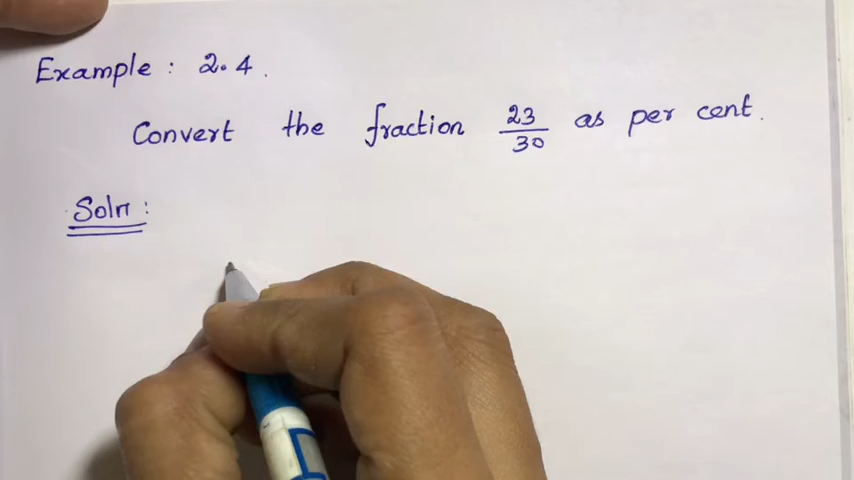 Example : 2.4.
Convert the fraction 23/30 as per cent.
Soln :